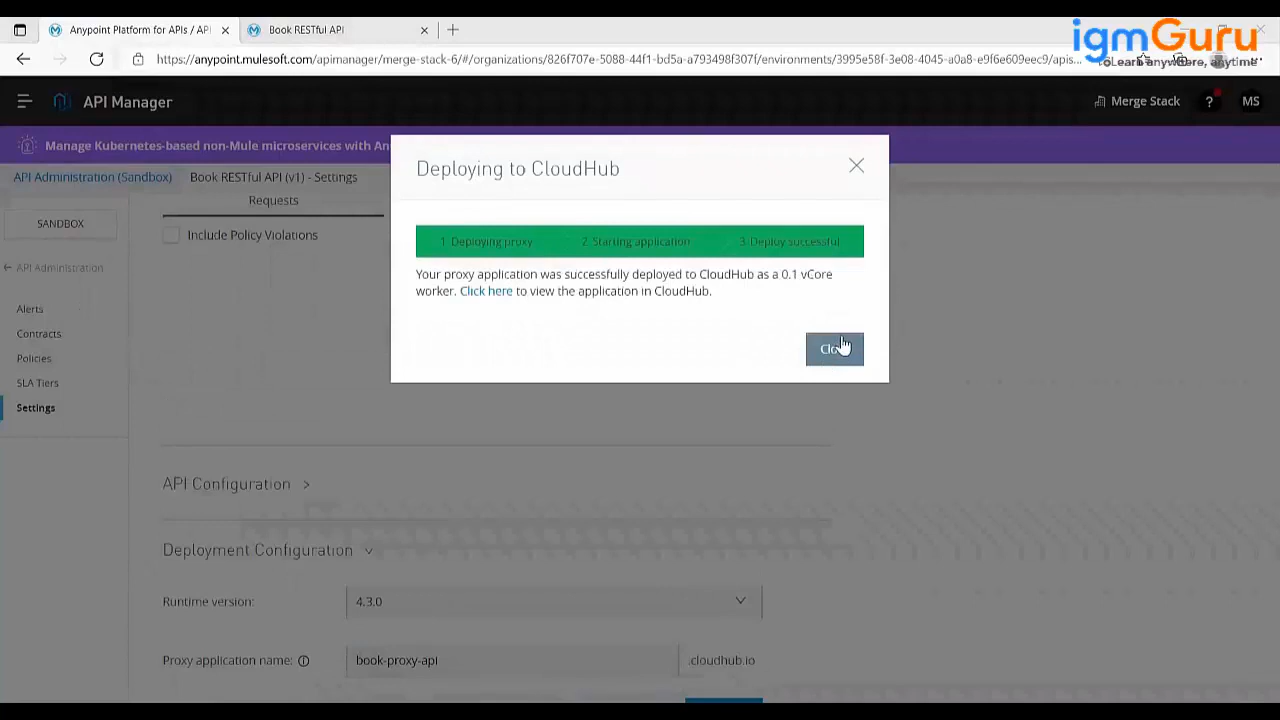 Anypoint Platform for APIs / API
Book RESTful API
igmGuru
Learn anywhere, anytime
https://anypoint.mulesoft.com/apimanager/merge-stack-6/#/organizations/826f707e-5088-44f1-bd5a-a793498f307f/environments/3995e58f-3e08-4045-a0a8-e9f6e609eec9/apis...
API Manager
Merge Stack
?
MS
Manage Kubernetes-based non-Mule microservices with An
API Administration (Sandbox)
Book RESTful API (v1) - Settings
Deploying to CloudHub
Requests
SANDBOX
Include Policy Violations
1. Deploying proxy
2. Starting application
3. Deploy successful
API Administration
Your proxy application was successfully deployed to CloudHub as a 0.1 vCore
worker. Click here to view the application in CloudHub.
Alerts
Contracts
Policies
SLA Tiers
Settings
API Configuration
Deployment Configuration
Runtime version:
4.3.0
Proxy application name:
book-proxy-api
.cloudhub.io